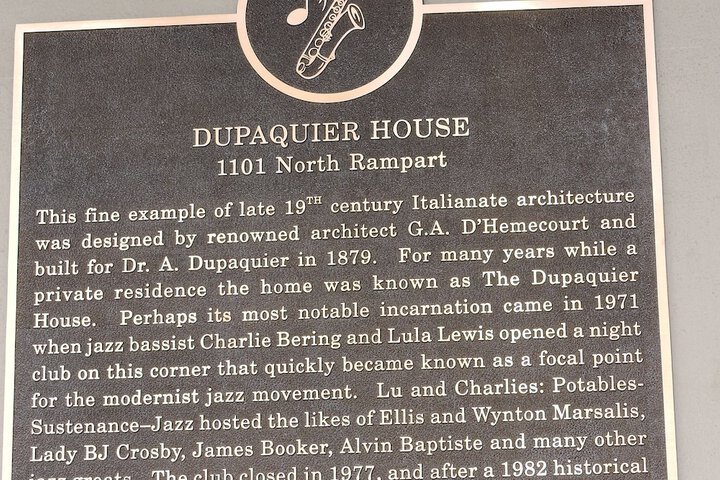 DUPAQUIER HOUSE
1101 North Rampart
This fine example of late 19TH century Italianate architecture
was designed by renowned architect G.A. D'Hemecourt and
built for Dr. A. Dupaquier in 1879. For many years while a
private residence the home was known as The Dupaquier
House. Perhaps its most notable incarnation came in 1971
when jazz bassist Charlie Bering and Lula Lewis opened a night
club on this corner that quickly became known as a focal point
for the modernist jazz movement. Lu and Charlies: Potables-
Sustenance–Jazz hosted the likes of Ellis and Wynton Marsalis,
Lady BJ Crosby, James Booker, Alvin Baptiste and many other
jazz greats. The club closed in 1977, and after a 1982 historical